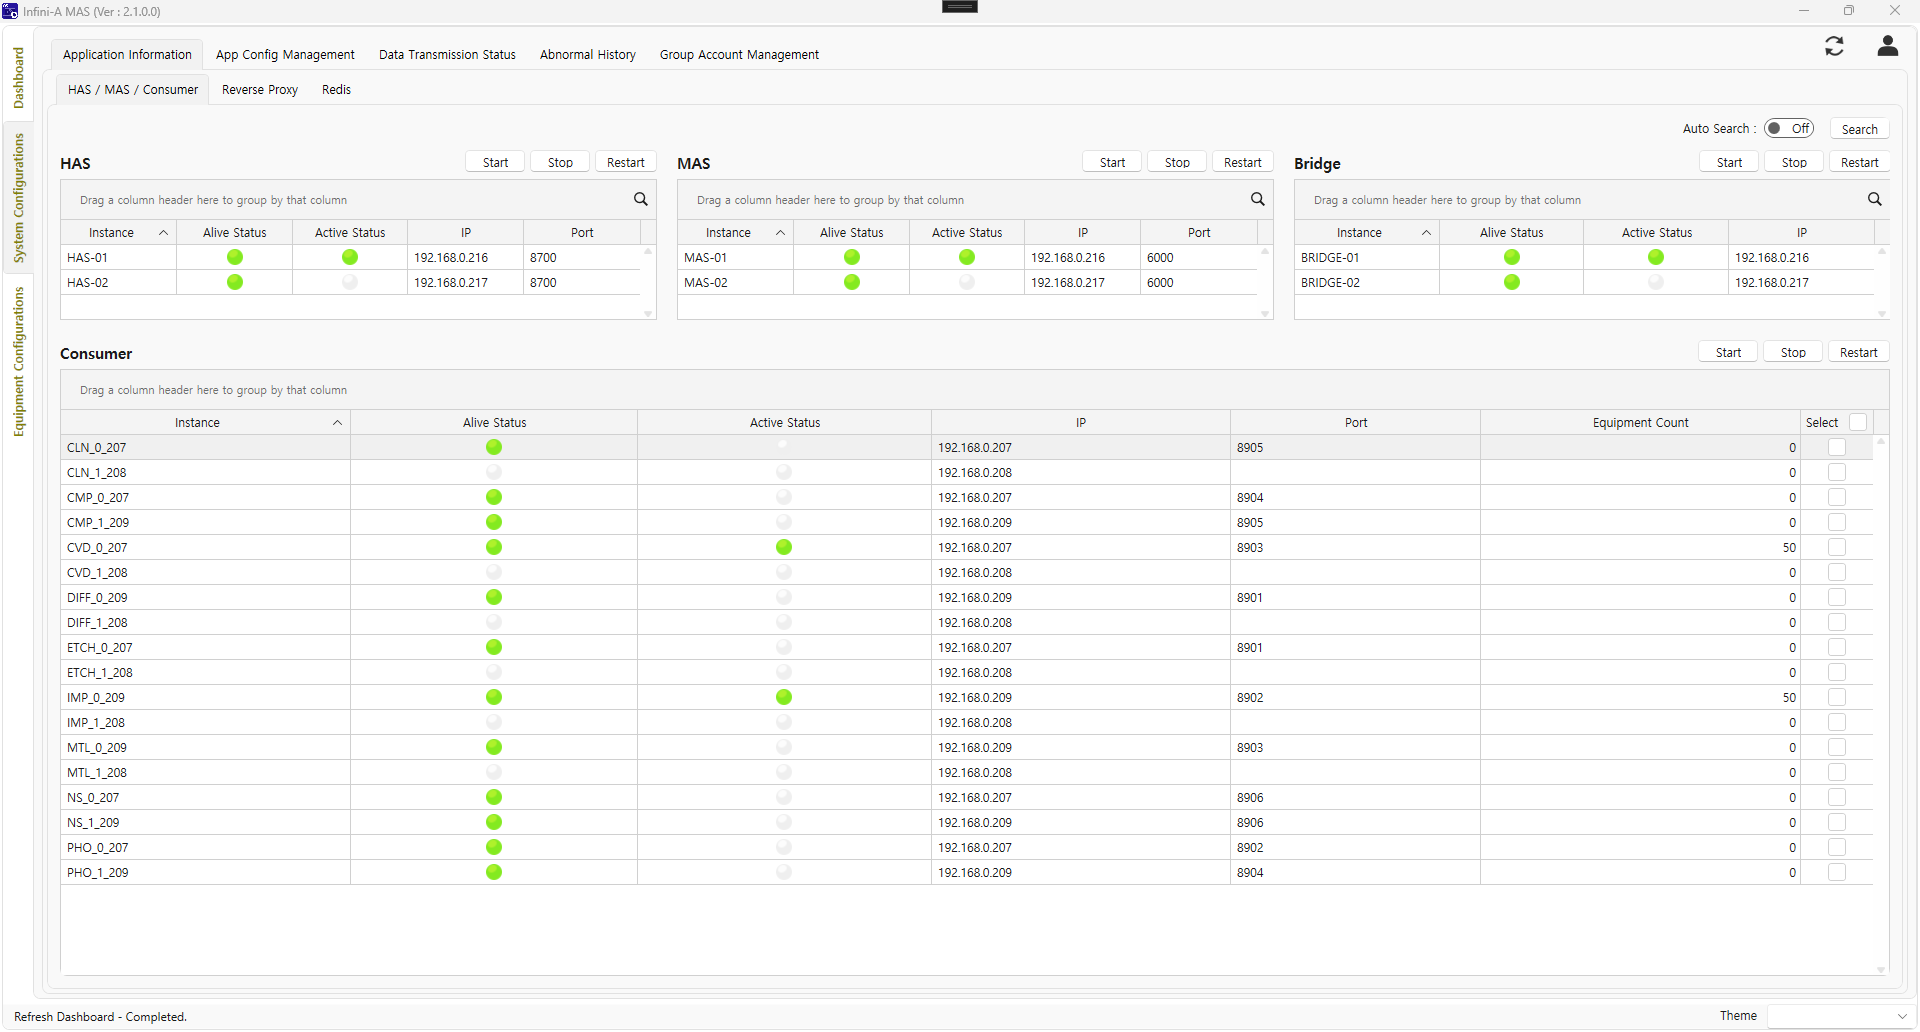 Infini-A MAS (Ver : 2.1.0.0)
Dashboard
System Configurations
Equipment Configurations
Application Information App Config Management Data Transmission Status Abnormal History Group Account Management
HAS / MAS / Consumer Reverse Proxy Redis
Auto Search : Off Search
HAS Start Stop Restart
Drag a column header here to group by that column
Instance Alive Status Active Status IP Port
HAS-01 192.168.0.216 8700
HAS-02 192.168.0.217 8700
MAS Start Stop Restart
Drag a column header here to group by that column
Instance Alive Status Active Status IP Port
MAS-01 192.168.0.216 6000
MAS-02 192.168.0.217 6000
Bridge Start Stop Restart
Drag a column header here to group by that column
Instance Alive Status Active Status IP
BRIDGE-01 192.168.0.216
BRIDGE-02 192.168.0.217
Consumer Start Stop Restart
Drag a column header here to group by that column
Instance Alive Status Active Status IP Port Equipment Count Select
CLN_0_207 192.168.0.207 8905 0
CLN_1_208 192.168.0.208 0
CMP_0_207 192.168.0.207 8904 0
CMP_1_209 192.168.0.209 8905 0
CVD_0_207 192.168.0.207 8903 50
CVD_1_208 192.168.0.208 0
DIFF_0_209 192.168.0.209 8901 0
DIFF_1_208 192.168.0.208 0
ETCH_0_207 192.168.0.207 8901 0
ETCH_1_208 192.168.0.208 0
IMP_0_209 192.168.0.209 8902 50
IMP_1_208 192.168.0.208 0
MTL_0_209 192.168.0.209 8903 0
MTL_1_208 192.168.0.208 0
NS_0_207 192.168.0.207 8906 0
NS_1_209 192.168.0.209 8906 0
PHO_0_207 192.168.0.207 8902 0
PHO_1_209 192.168.0.209 8904 0
Refresh Dashboard - Completed. Theme